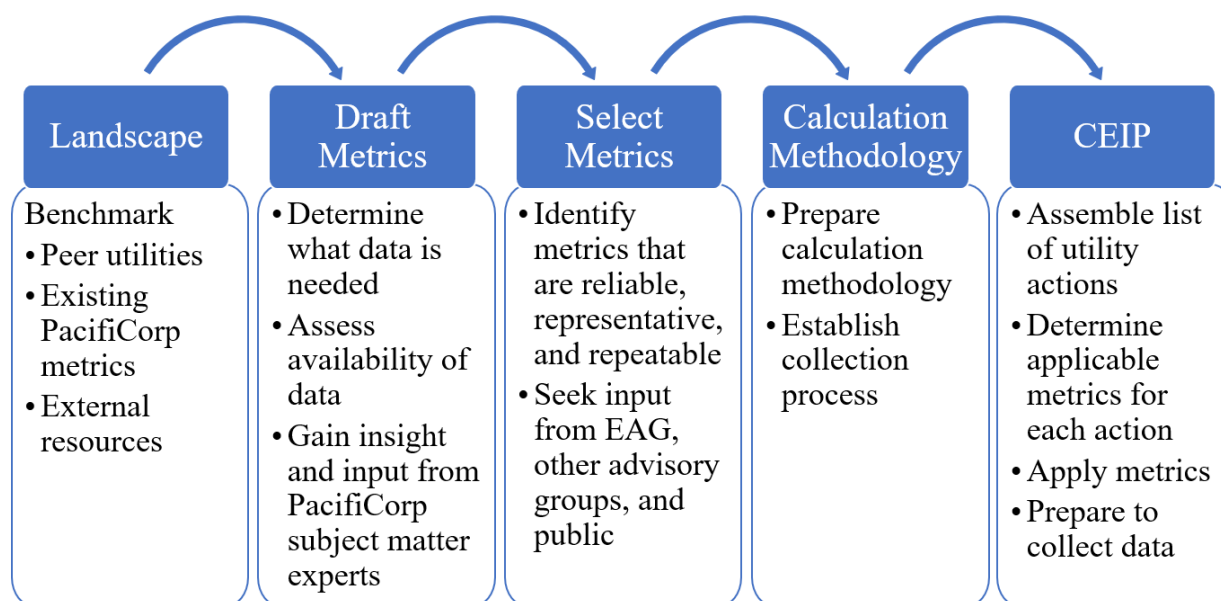 Landscape
Benchmark
• Peer utilities
• Existing
PacifiCorp
metrics
• External
resources
Draft
Metrics
• Determine
what data is
needed
• Assess
availability of
data
• Gain insight
and input from
PacifiCorp
subject matter
experts
Select
Metrics
• Identify
metrics that
are reliable,
representative,
and repeatable
• Seek input
from EAG,
other advisory
groups, and
public
Calculation
Methodology
• Prepare
calculation
methodology
• Establish
collection
process
CEIP
• Assemble list
of utility
actions
• Determine
applicable
metrics for
each action
• Apply metrics
• Prepare to
collect data